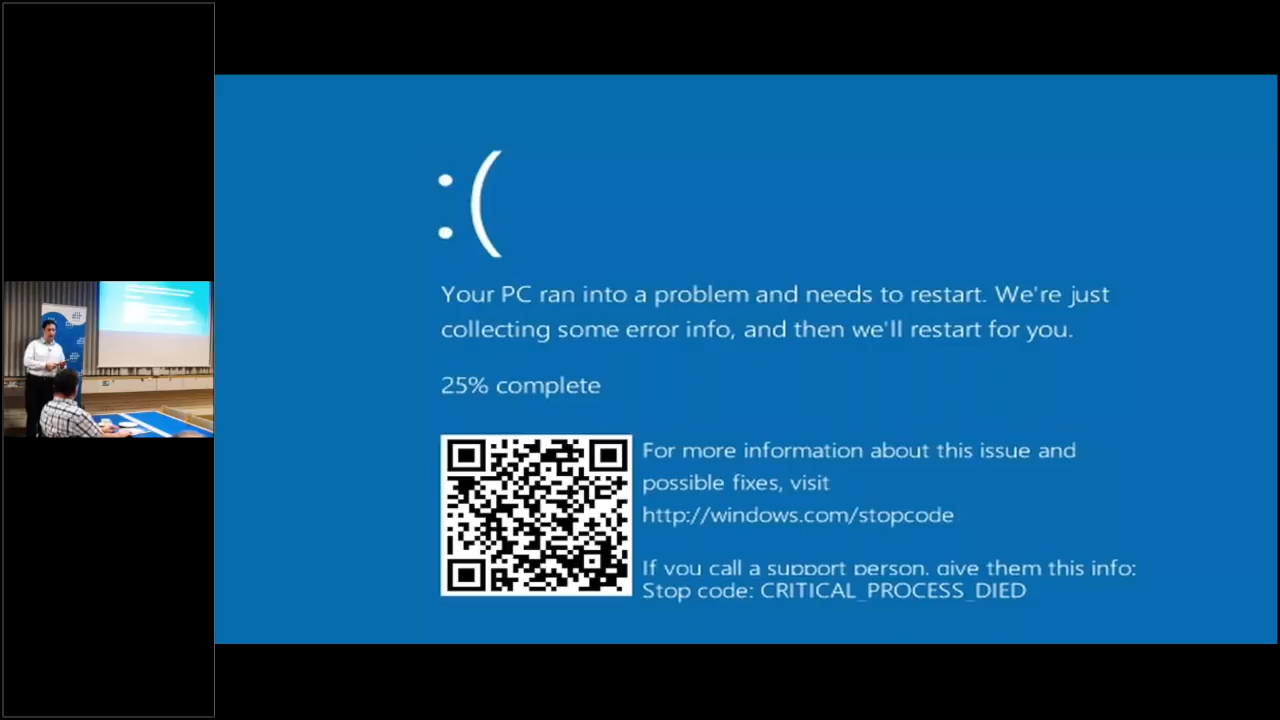 :(
Your PC ran into a problem and needs to restart. We're just
collecting some error info, and then we'll restart for you.
25% complete
For more information about this issue and
possible fixes, visit
http://windows.com/stopcode
If you call a support person, give them this info:
Stop code: CRITICAL_PROCESS_DIED